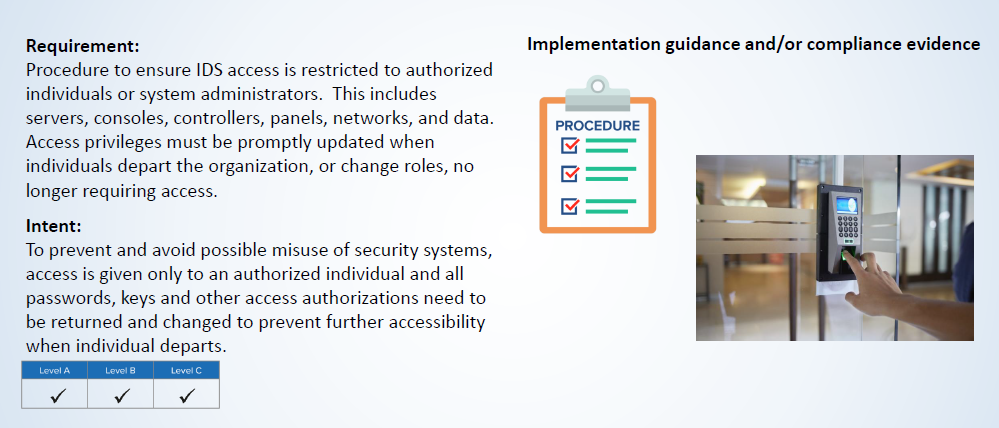 Requirement:
Procedure to ensure IDS access is restricted to authorized
individuals or system administrators.  This includes
servers, consoles, controllers, panels, networks, and data.
Access privileges must be promptly updated when
individuals depart the organization, or change roles, no
longer requiring access.
Intent:
To prevent and avoid possible misuse of security systems,
access is given only to an authorized individual and all
passwords, keys and other access authorizations need to
be returned and changed to prevent further accessibility
when individual departs.
Level A Level B Level C
✓ ✓ ✓
Implementation guidance and/or compliance evidence
PROCEDURE